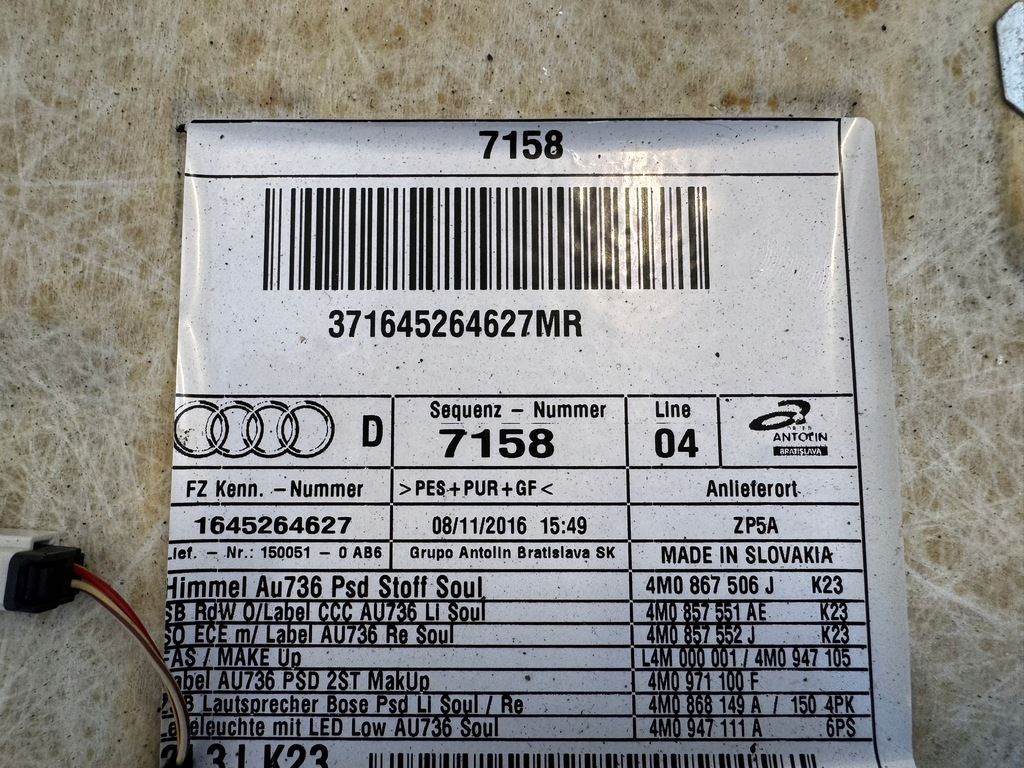 7158
371645264627MR
D
Sequenz - Nummer
7158
Line
04
ANTOLIN
BRATISLAVA
FZ Kenn. - Nummer
>PES+PUR+GF<
Anlieferort
1645264627
08/11/2016 15:49
ZP5A
Lief. - Nr.: 150051 - 0 AB6
Grupo Antolin Bratislava SK
MADE IN SLOVAKIA
Himmel Au736 Psd Stoff Soul 4M0 867 506 J K23
SB RdW O/Label CCC AU736 Li Soul 4M0 857 551 AE K23
SO ECE m/ Label AU736 Re Soul 4M0 857 552 J K23
FAS / MAKE Up L4M 000 001 / 4M0 947 105
Label AU736 PSD 2ST MakUp 4M0 971 100 F
Lautsprecher Bose Psd Li Soul / Re 4M0 868 149 A / 150 4PK
mit LED Low AU736 Soul 4M0 947 111 A 6PS
K23